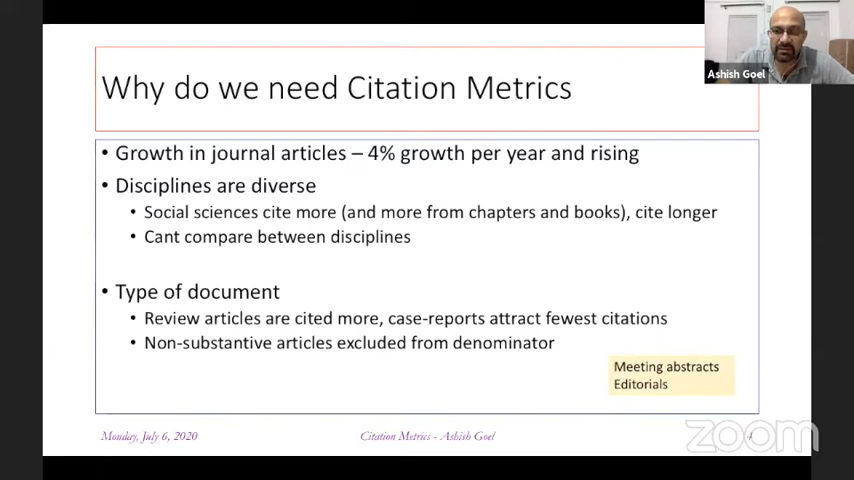 Why do we need Citation Metrics
Ashish Goel
• Growth in journal articles – 4% growth per year and rising
• Disciplines are diverse
• Social sciences cite more (and more from chapters and books), cite longer
• Cant compare between disciplines
• Type of document
• Review articles are cited more, case-reports attract fewest citations
• Non-substantive articles excluded from denominator
Meeting abstracts
Editorials
Monday, July 6, 2020
Citation Metrics - Ashish Goel
zoom